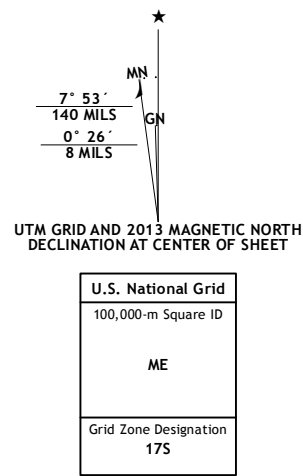 ★
MN
7° 53´
140 MILS
GN
0° 26´
8 MILS
UTM GRID AND 2013 MAGNETIC NORTH
DECLINATION AT CENTER OF SHEET
U.S. National Grid
100,000-m Square ID
ME
Grid Zone Designation
17S